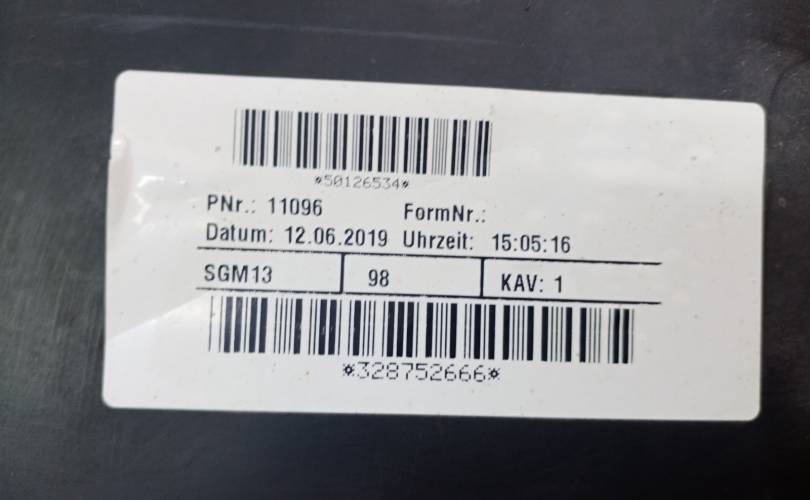 *50126534*
PNr.: 11096 FormNr.:
Datum: 12.06.2019 Uhrzeit: 15:05:16
SGM13 98 KAV: 1
*328752666*